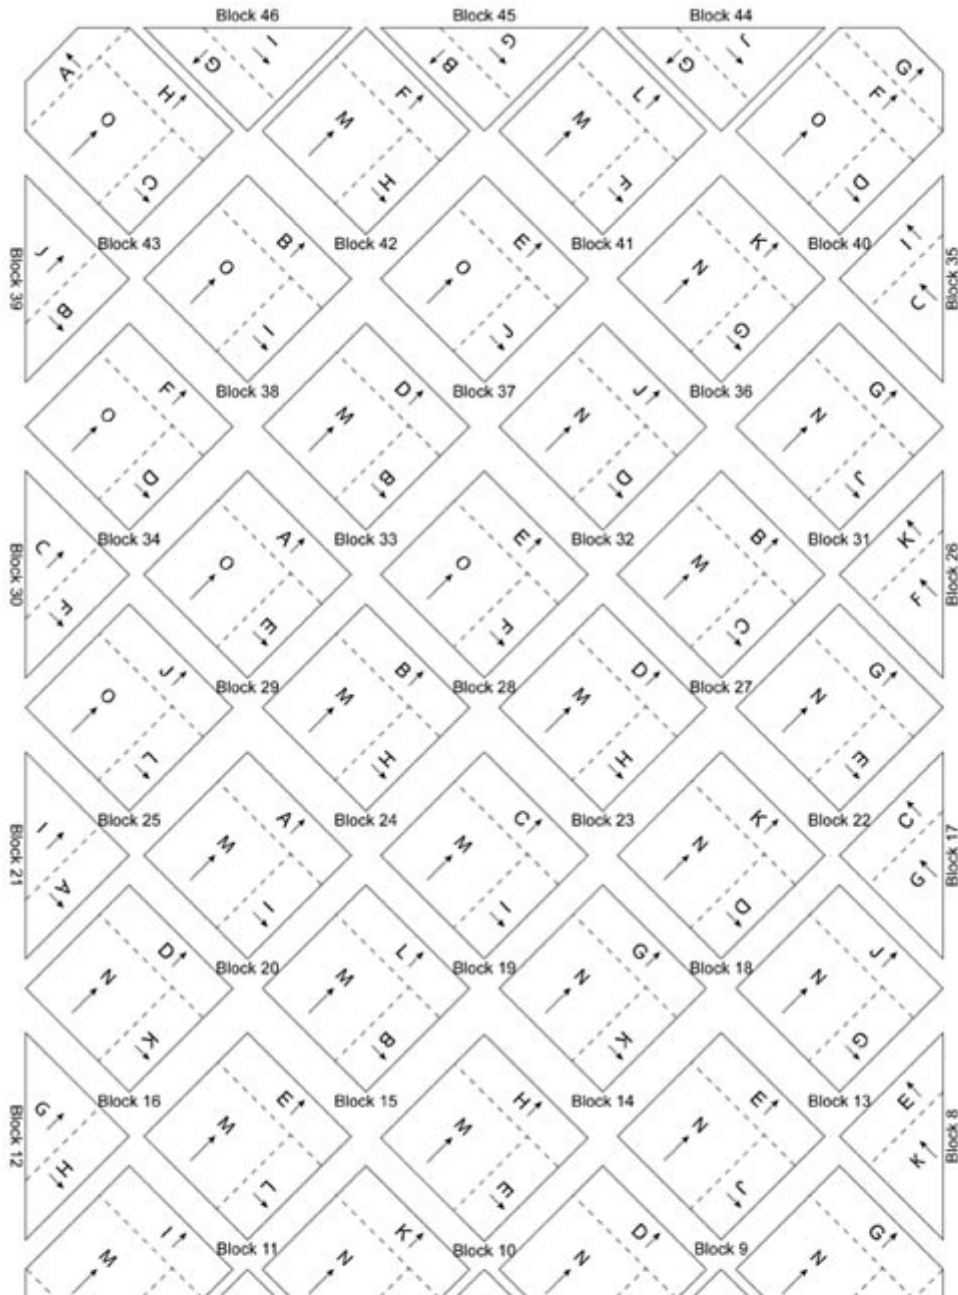 Block 46 Block 45 Block 44
A I G G J G
G B G
H F L F
O M M O
C H F D
Block 43 Block 42 Block 41 Block 40
Block 39 J B Block 35 I C
B E K
O O N
I J G
Block 38 Block 37 Block 36
F D J G
O M N N
D B D J
Block 34 Block 33 Block 32 Block 31
Block 30 C F Block 26 K F
A E B
O O M
E F C
Block 29 Block 28 Block 27
J B D G
O M M N
L H H E
Block 25 Block 24 Block 23 Block 22
Block 21 I A Block 17 C G
A C K
M M N
I I D
Block 20 Block 19 Block 18
D L G J
N M N N
K B K G
Block 16 Block 15 Block 14 Block 13
Block 12 G H Block 8 E K
E H E
M M N
L E J
Block 11 Block 10 Block 9
I K D G
M N N N